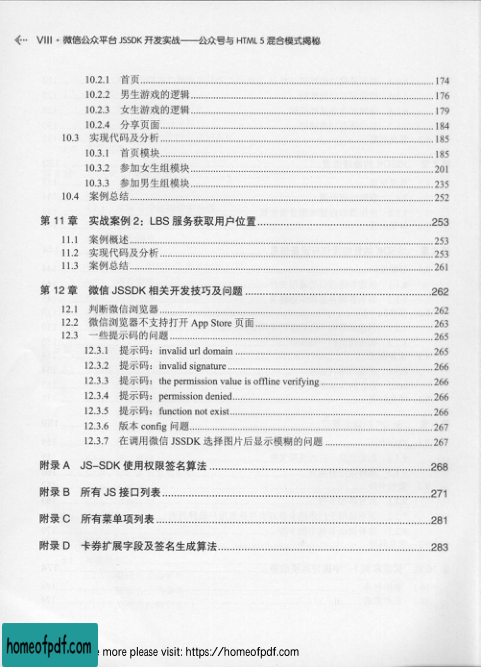 VIII · 微信公众平台 JSSDK 开发实战——公众号与 HTML 5 混合模式揭秘
10.2.1 首页 174
10.2.2 男生游戏的逻辑 176
10.2.3 女生游戏的逻辑 179
10.2.4 分享页面 184
10.3 实现代码及分析 185
10.3.1 首页模块 185
10.3.2 参加女生组模块 201
10.3.3 参加男生组模块 235
10.4 案例总结 252
第 11 章 实战案例 2：LBS 服务获取用户位置 253
11.1 案例概述 253
11.2 实现代码及分析 253
11.3 案例总结 261
第 12 章 微信 JSSDK 相关开发技巧及问题 262
12.1 判断微信浏览器 262
12.2 微信浏览器不支持打开 App Store 页面 263
12.3 一些提示码的问题 265
12.3.1 提示码：invalid url domain 265
12.3.2 提示码：invalid signature 266
12.3.3 提示码：the permission value is offline verifying 266
12.3.4 提示码：permission denied 266
12.3.5 提示码：function not exist 266
12.3.6 版本 config 问题 267
12.3.7 在调用微信 JSSDK 选择图片后显示模糊的问题 267
附录 A JS-SDK 使用权限签名算法 268
附录 B 所有 JS 接口列表 271
附录 C 所有菜单项列表 281
附录 D 卡券扩展字段及签名生成算法 283
homeofpdf.com
more please visit: https://homeofpdf.com